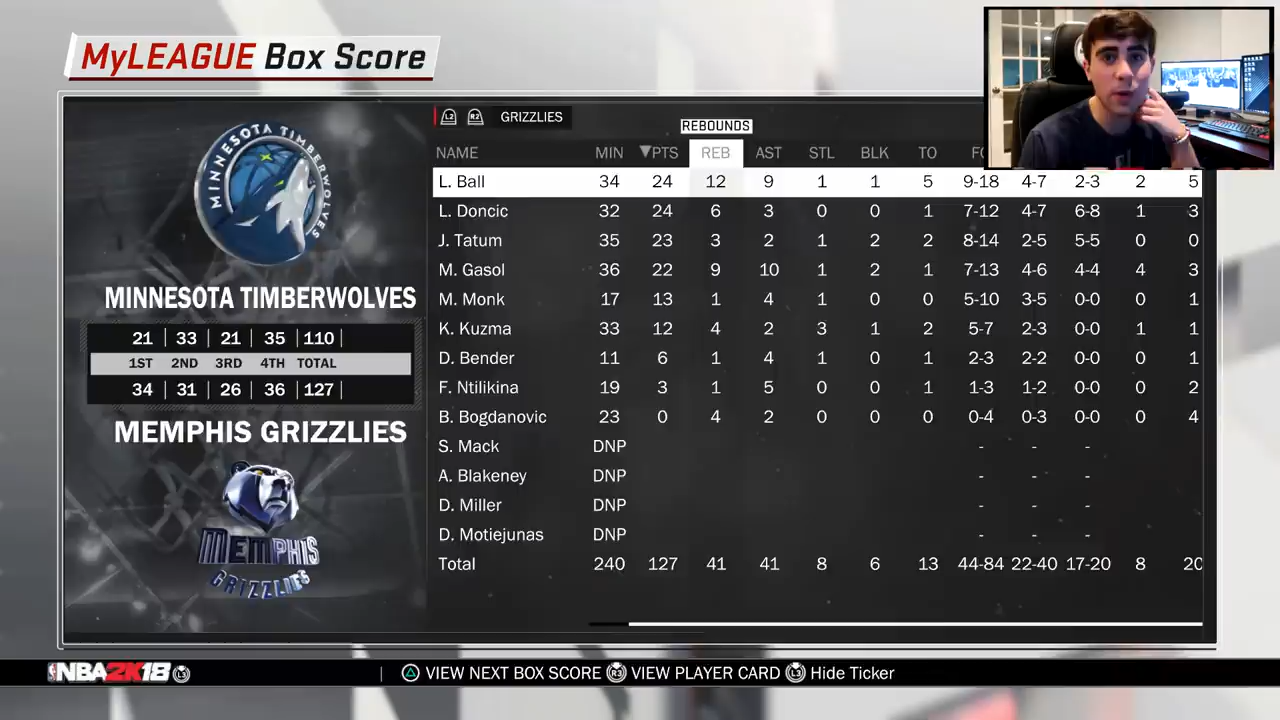 MyLEAGUE Box Score
GRIZZLIES
REBOUNDS
NAME MIN PTS REB AST STL BLK TO
L. Ball 34 24 12 9 1 1 5 9-18 4-7 2-3 2 5
L. Doncic 32 24 6 3 0 0 1 7-12 4-7 6-8 1 3
J. Tatum 35 23 3 2 1 2 2 8-14 2-5 5-5 0 0
M. Gasol 36 22 9 10 1 2 1 7-13 4-6 4-4 4 3
M. Monk 17 13 1 4 1 0 0 5-10 3-5 0-0 0 1
K. Kuzma 33 12 4 2 3 1 2 5-7 2-3 0-0 1 1
D. Bender 11 6 1 4 1 0 1 2-3 2-2 0-0 0 1
F. Ntilikina 19 3 1 5 0 0 1 1-3 1-2 0-0 0 2
B. Bogdanovic 23 0 4 2 0 0 0 0-4 0-3 0-0 0 4
S. Mack DNP - - -
A. Blakeney DNP - - -
D. Miller DNP - - -
D. Motiejunas DNP - - -
Total 240 127 41 41 8 6 13 44-84 22-40 17-20 8 20
MINNESOTA TIMBERWOLVES
MINNESOTA TIMBERWOLVES
21 33 21 35 110
1ST 2ND 3RD 4TH TOTAL
34 31 26 36 127
MEMPHIS GRIZZLIES
MEMPHIS
GRIZZLIES
NBA2K18 VIEW NEXT BOX SCORE R3 VIEW PLAYER CARD L3 Hide Ticker